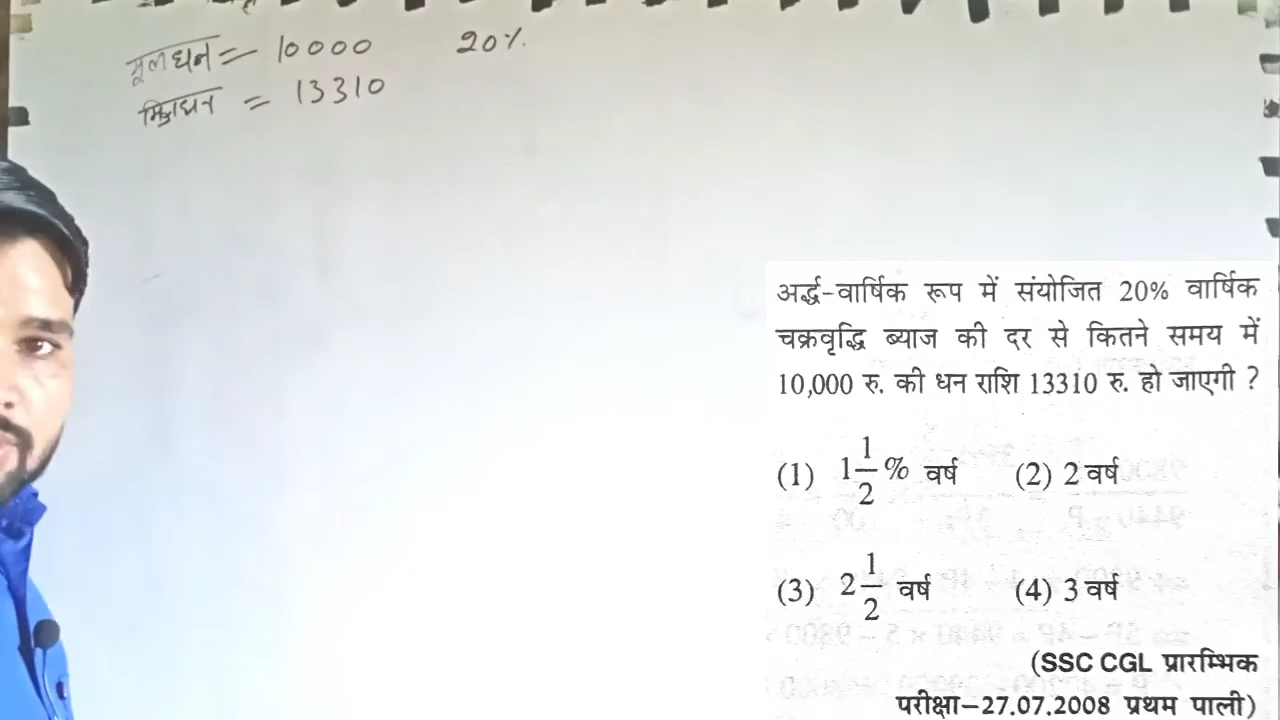 मूलधन = 10000 20%
मिश्रधन = 13310
अर्द्ध-वार्षिक रूप में संयोजित 20% वार्षिक
चक्रवृद्धि ब्याज की दर से कितने समय में
10,000 रु. की धन राशि 13310 रु. हो जाएगी ?
(1) 1 1/2 % वर्ष (2) 2 वर्ष
(3) 2 1/2 वर्ष (4) 3 वर्ष
(SSC CGL प्रारम्भिक
परीक्षा–27.07.2008 प्रथम पाली)